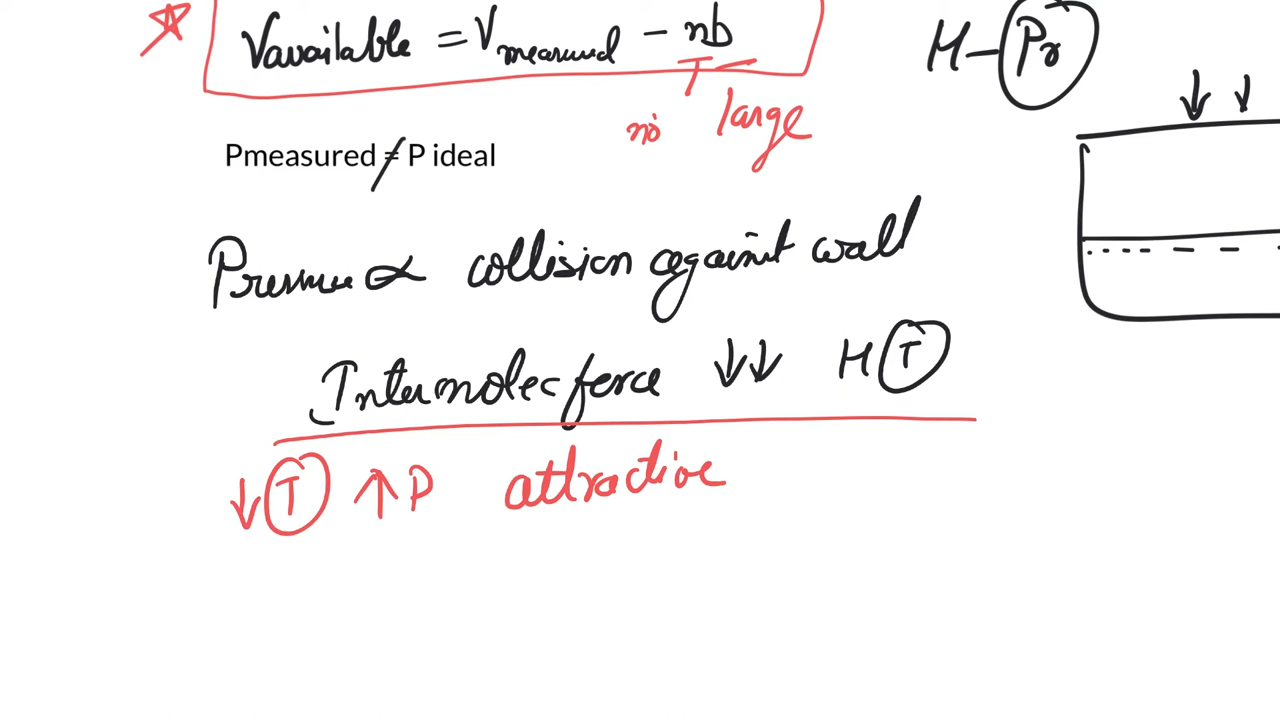 Vavailable = Vmeasured – nb
H – Pr
no large
Pmeasured ≠ P ideal
Pressure ∝ collision against wall
Intermolec force ↓↓ H T
↓ T ↑ P attractive